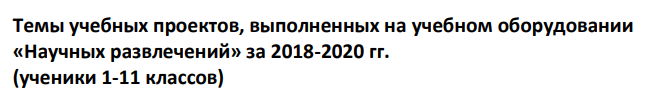 Темы учебных проектов, выполненных на учебном оборудовании
«Научных развлечений» за 2018-2020 гг.
(ученики 1-11 классов)